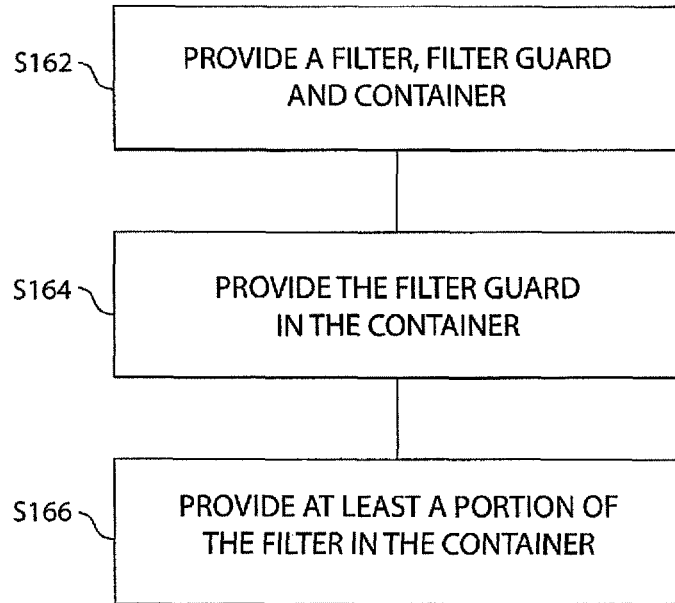 S162
PROVIDE A FILTER, FILTER GUARD
AND CONTAINER
S164
PROVIDE THE FILTER GUARD
IN THE CONTAINER
S166
PROVIDE AT LEAST A PORTION OF
THE FILTER IN THE CONTAINER